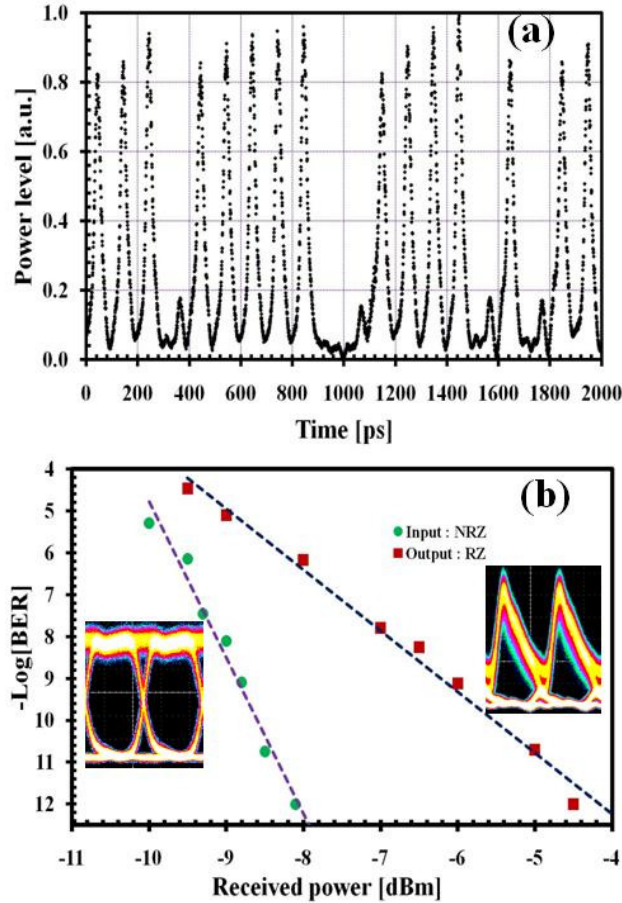 (a)
1.0
0.8
0.6
0.4
0.2
0.0
Power level [a.u.]
0 200 400 600 800 1000 1200 1400 1600 1800 2000
Time [ps]
(b)
4
5
6
7
8
9
10
11
12
-Log[BER]
Input : NRZ
Output : RZ
-11 -10 -9 -8 -7 -6 -5 -4
Received power [dBm]